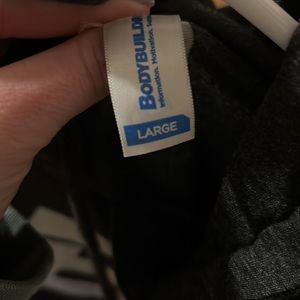 BODYBUILD
Information. Motivation.
LARGE